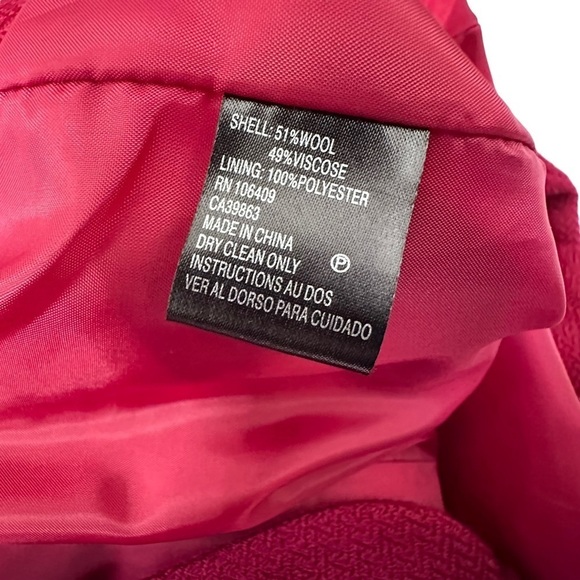 SHELL: 51%WOOL
49%VISCOSE
LINING: 100%POLYESTER
RN 106409
CA39863
MADE IN CHINA
DRY CLEAN ONLY P
INSTRUCTIONS AU DOS
VER AL DORSO PARA CUIDADO